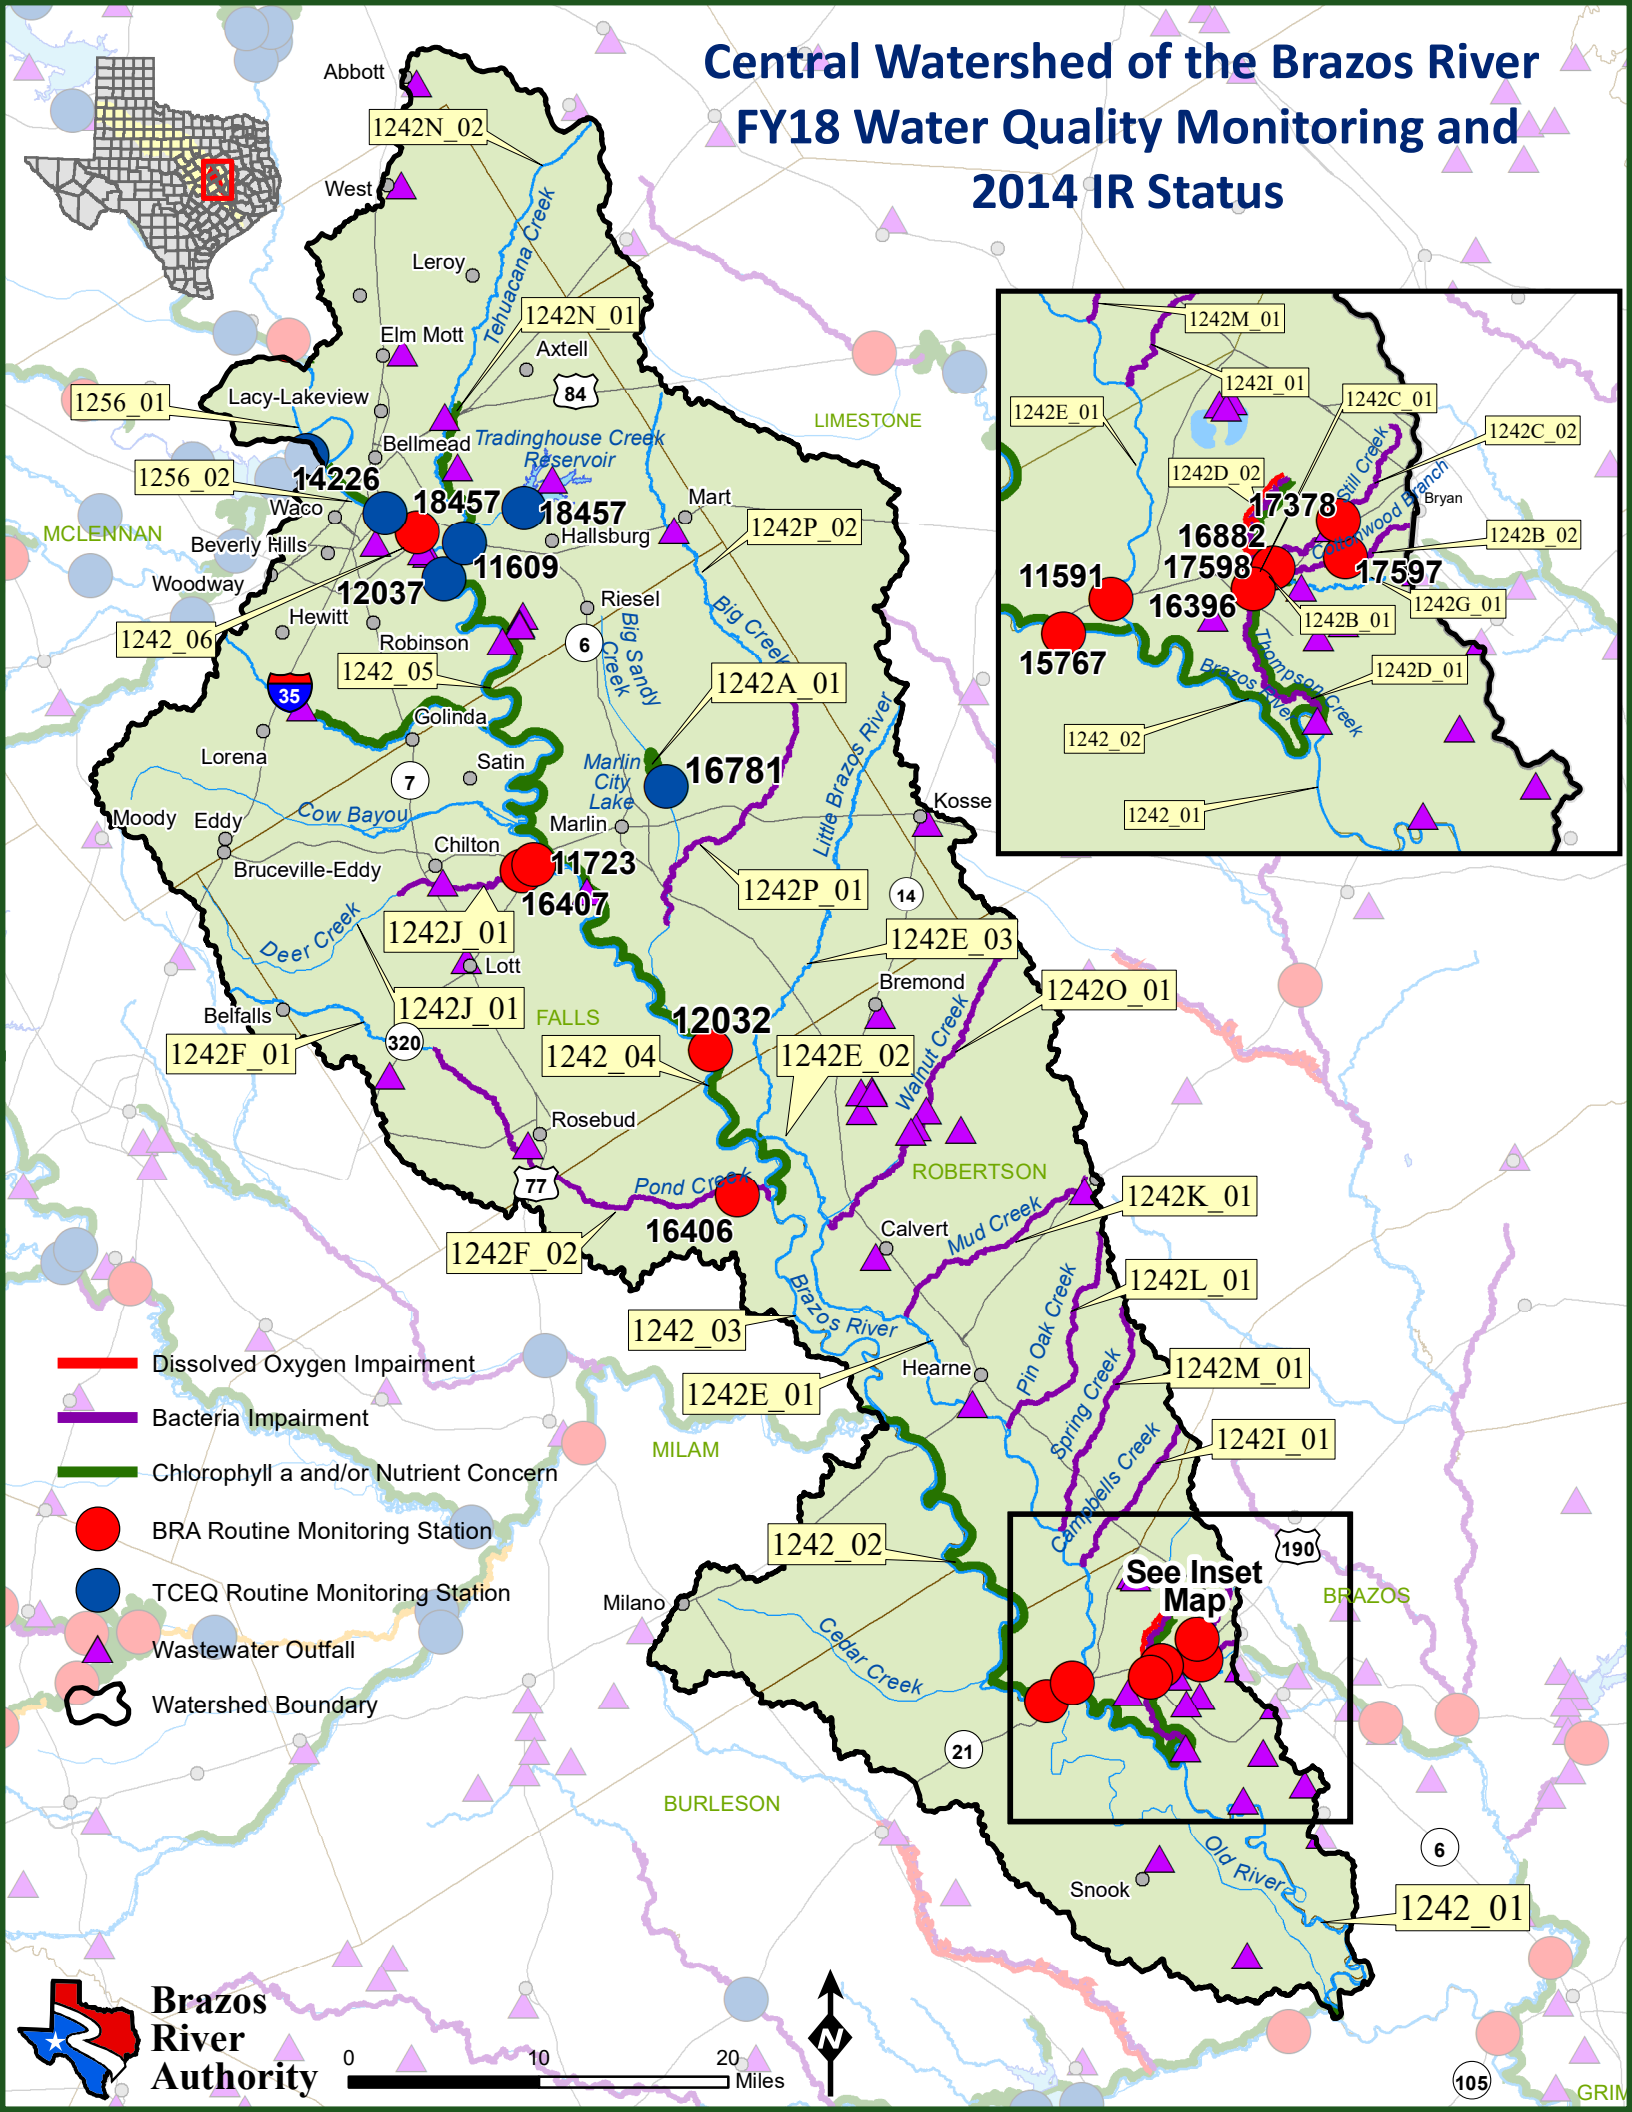 Central Watershed of the Brazos River
FY18 Water Quality Monitoring and
2014 IR Status
Abbott
1242N_02
West
Tehuacana Creek
Leroy
1242N_01
Elm Mott
Axtell
84
1256_01
Lacy-Lakeview
LIMESTONE
Bellmead
Tradinghouse Creek
Reservoir
1256_02
14226
18457
18457
Mart
Waco
MCLENNAN
Beverly Hills
Hallsburg
1242P_02
11609
Woodway
12037
Riesel
Big Creek
Hewitt
1242_06
Robinson
6
Big Sandy
Creek
1242_05
1242A_01
35
Golinda
Lorena
Satin
Marlin
City
Lake
16781
7
Little Brazos River
Cow Bayou
Kosse
Moody
Eddy
Marlin
Chilton
Bruceville-Eddy
11723
16407
1242P_01
14
1242J_01
Deer Creek
1242E_03
Lott
Bremond
1242O_01
1242J_01
Belfalls
FALLS
12032
1242F_01
320
1242_04
1242E_02
Walnut Creek
Rosebud
ROBERTSON
77
Pond Creek
1242K_01
16406
Mud Creek
Calvert
1242F_02
1242L_01
Brazos River
Pin Oak Creek
1242_03
Hearne
1242M_01
1242E_01
Spring Creek
1242I_01
MILAM
Campbells Creek
1242_02
190
See Inset
Map
BRAZOS
Milano
Cedar Creek
21
BURLESON
Old River
6
Snook
1242_01
105
GRIM
1242M_01
1242I_01
1242E_01
1242C_01
1242C_02
1242D_02
Still Creek
Bryan
17378
Cottonwood Branch
16882
1242B_02
17598
17597
11591
16396
1242G_01
1242B_01
15767
Thompson Creek
1242D_01
Brazos River
1242_02
1242_01
Dissolved Oxygen Impairment
Bacteria Impairment
Chlorophyll a and/or Nutrient Concern
BRA Routine Monitoring Station
TCEQ Routine Monitoring Station
Wastewater Outfall
Watershed Boundary
Brazos
River
Authority
0 10 20
Miles
N